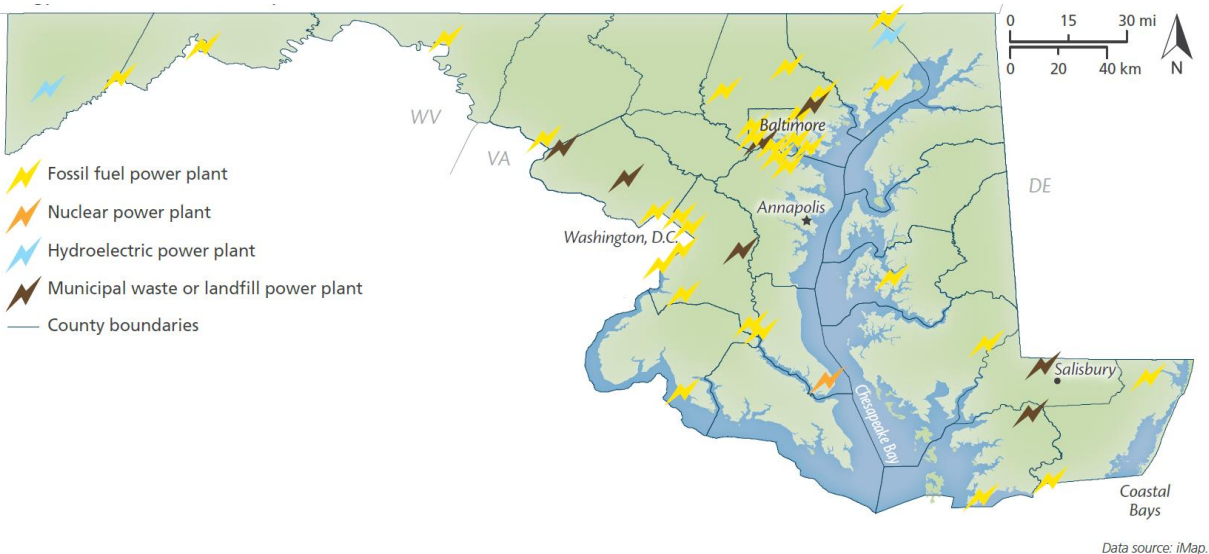 0 15 30 mi
0 20 40 km
N
WV
VA
DE
Baltimore
Annapolis
Washington, D.C.
Chesapeake Bay
Salisbury
Coastal
Bays
Fossil fuel power plant
Nuclear power plant
Hydroelectric power plant
Municipal waste or landfill power plant
County boundaries
Data source: iMap.